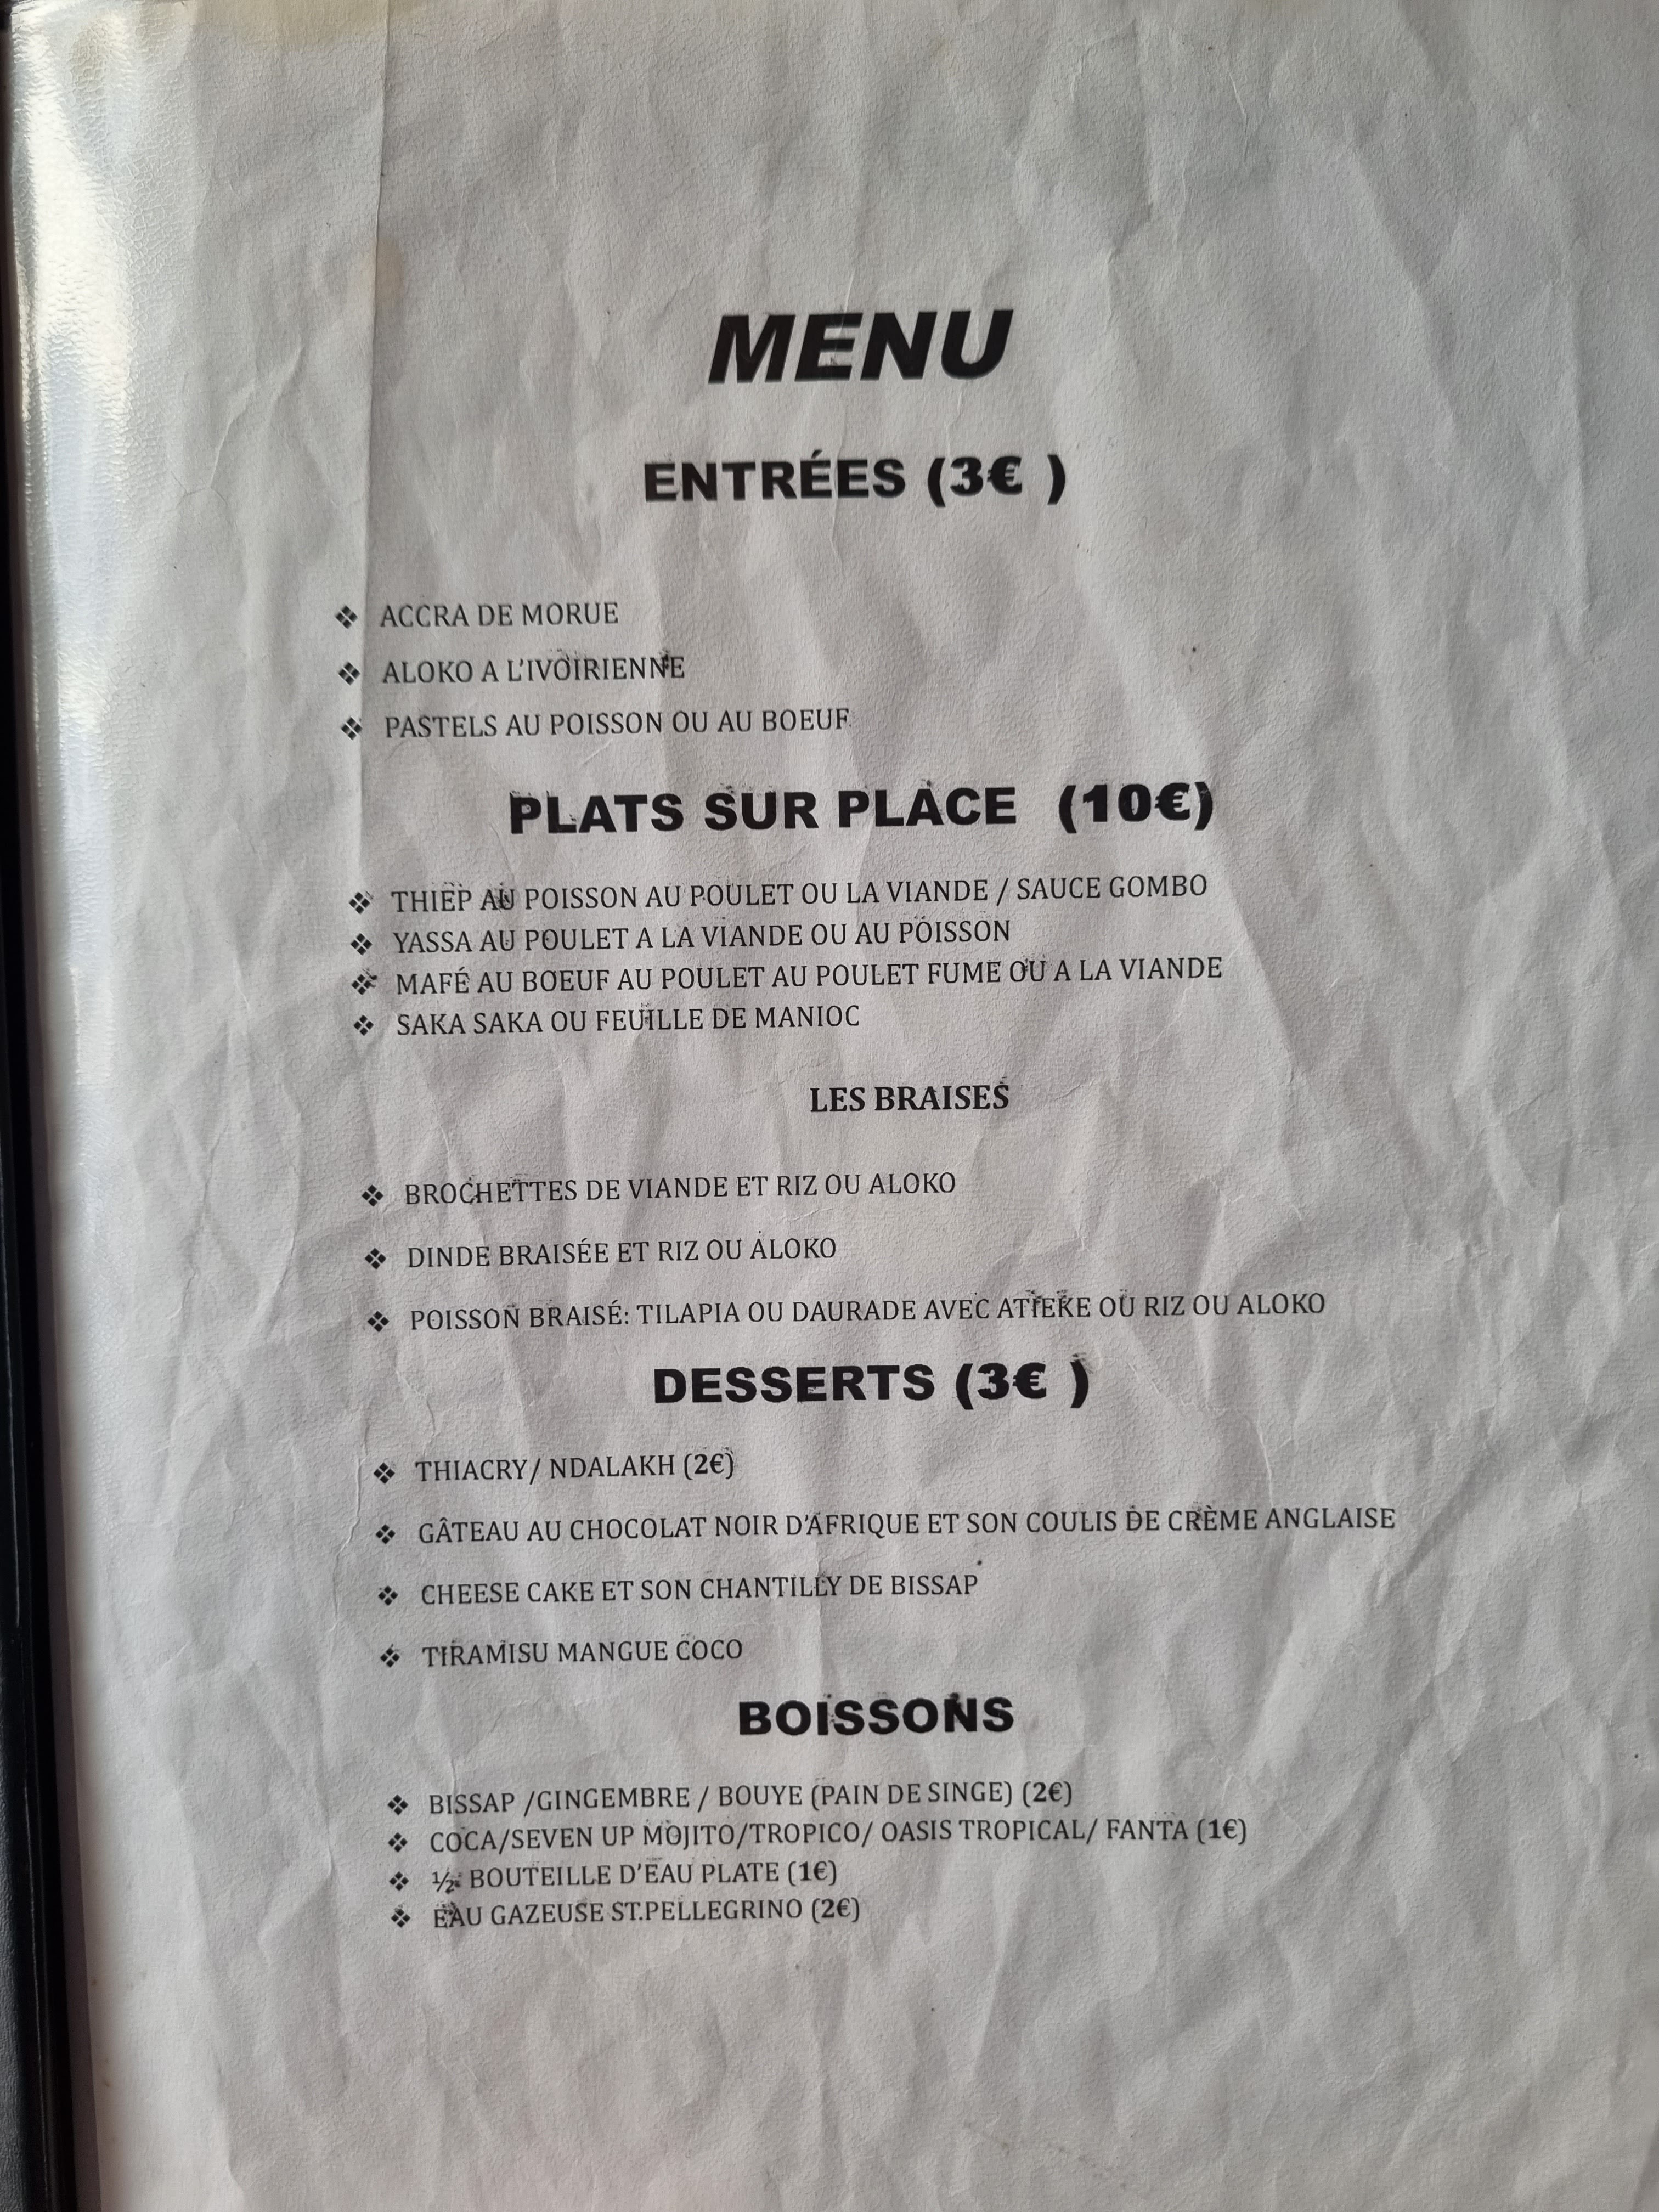 MENU
ENTRÉES (3€ )
❖ ACCRA DE MORUE
❖ ALOKO A L'IVOIRIENNE
❖ PASTELS AU POISSON OU AU BOEUF
PLATS SUR PLACE (10€)
❖ THIEP AU POISSON AU POULET OU LA VIANDE / SAUCE GOMBO
❖ YASSA AU POULET A LA VIANDE OU AU POISSON
❖ MAFÉ AU BOEUF AU POULET AU POULET FUME OU A LA VIANDE
❖ SAKA SAKA OU FEUILLE DE MANIOC
LES BRAISES
❖ BROCHETTES DE VIANDE ET RIZ OU ALOKO
❖ DINDE BRAISÉE ET RIZ OU ALOKO
❖ POISSON BRAISÉ: TILAPIA OU DAURADE AVEC ATIEKE OU RIZ OU ALOKO
DESSERTS (3€ )
❖ THIACRY/ NDALAKH (2€)
❖ GÂTEAU AU CHOCOLAT NOIR D'AFRIQUE ET SON COULIS DE CRÈME ANGLAISE
❖ CHEESE CAKE ET SON CHANTILLY DE BISSAP
❖ TIRAMISU MANGUE COCO
BOISSONS
❖ BISSAP /GINGEMBRE / BOUYE (PAIN DE SINGE) (2€)
❖ COCA/SEVEN UP MOJITO/TROPICO/ OASIS TROPICAL/ FANTA (1€)
❖ ½ BOUTEILLE D'EAU PLATE (1€)
❖ EAU GAZEUSE ST.PELLEGRINO (2€)